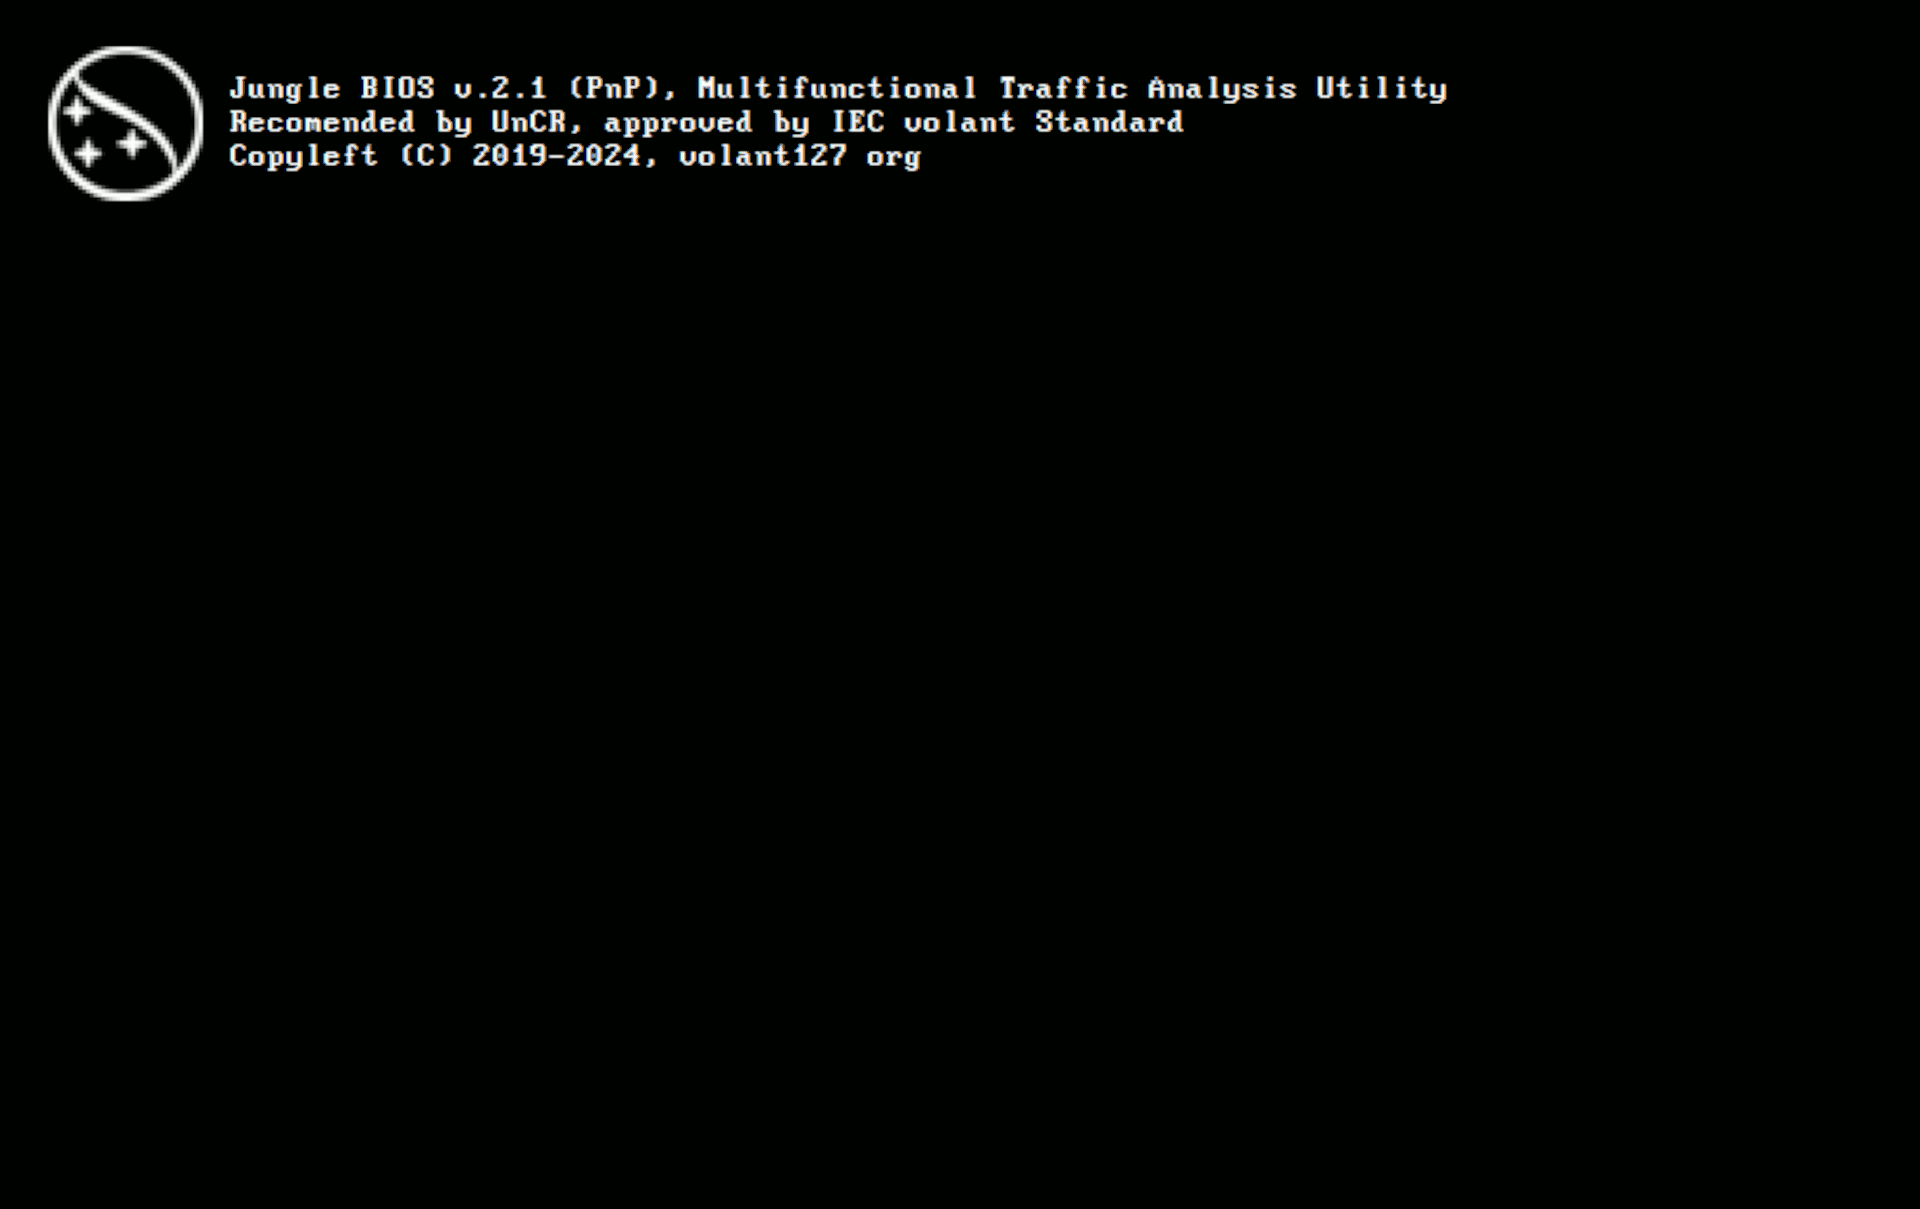 Jungle BIOS v.2.1 (PnP), Multifunctional Traffic Analysis Utility
Recomended by UnCR, approved by IEC volant Standard
Copyleft (C) 2019-2024, volant127 org